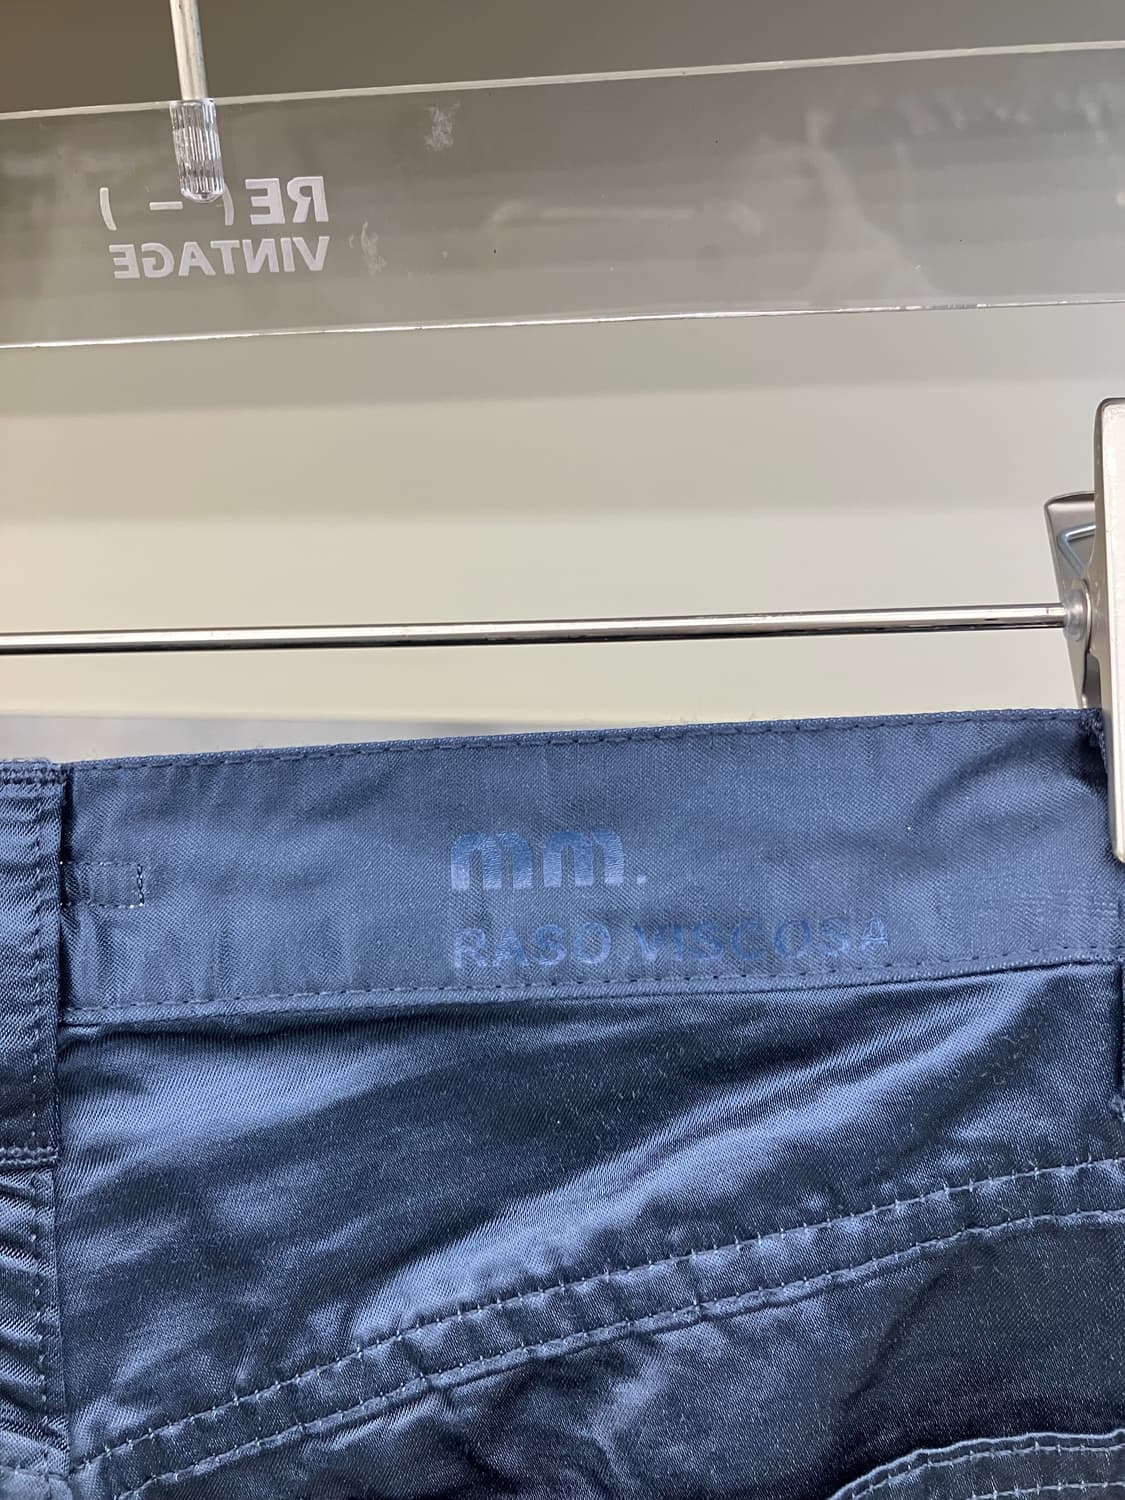 RE( - )
VINTAGE
mm.
RASO VISCOSA